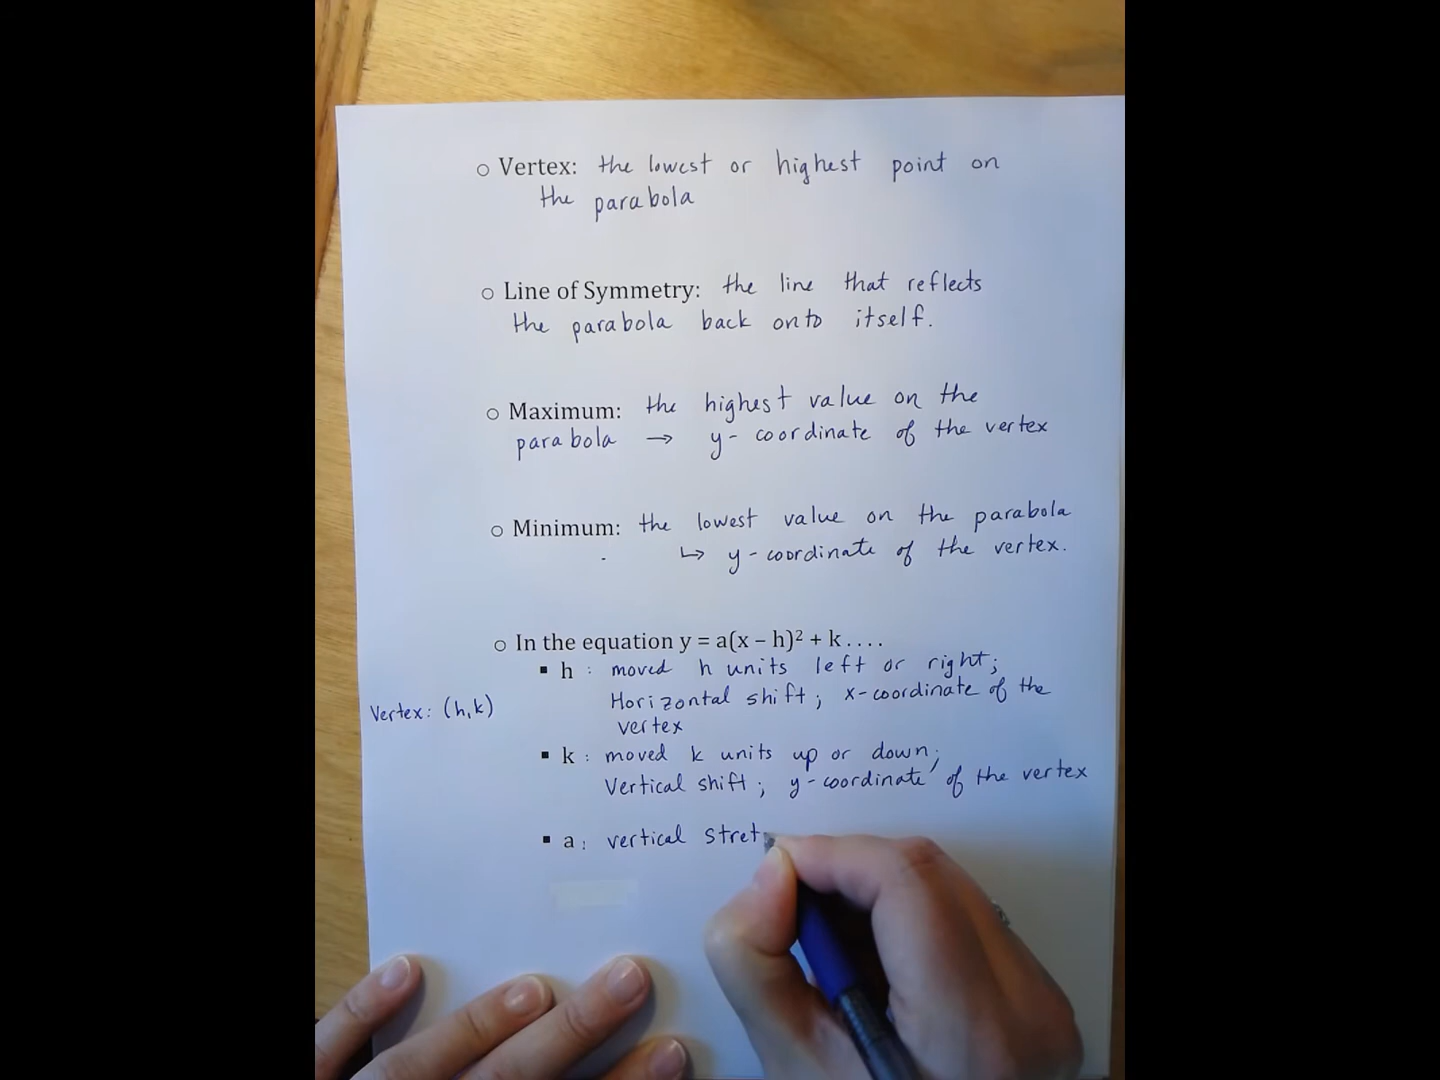 ○ Vertex: the lowest or highest point on
the parabola
○ Line of Symmetry: the line that reflects
the parabola back onto itself.
○ Maximum: the highest value on the
parabola → y-coordinate of the vertex
○ Minimum: the lowest value on the parabola
↳ y-coordinate of the vertex.
○ In the equation y = a(x – h)² + k . . . .
▪ h : moved h units left or right;
Horizontal shift; x-coordinate of the
vertex
Vertex: (h,k)
▪ k : moved k units up or down;
Vertical shift; y-coordinate of the vertex
▪ a : vertical stret